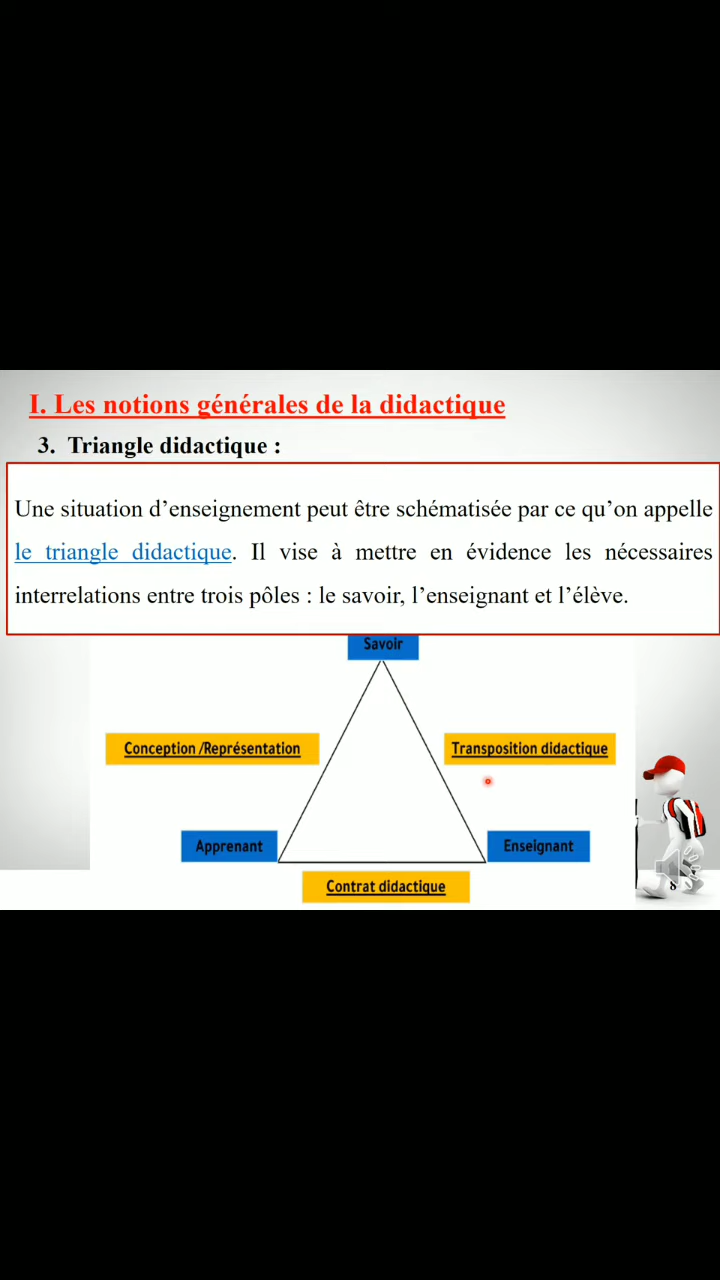 I. Les notions générales de la didactique
3. Triangle didactique :
Une situation d’enseignement peut être schématisée par ce qu’on appelle
le triangle didactique. Il vise à mettre en évidence les nécessaires
interrelations entre trois pôles : le savoir, l’enseignant et l’élève.
Savoir
Conception /Représentation
Transposition didactique
Apprenant
Enseignant
Contrat didactique
8